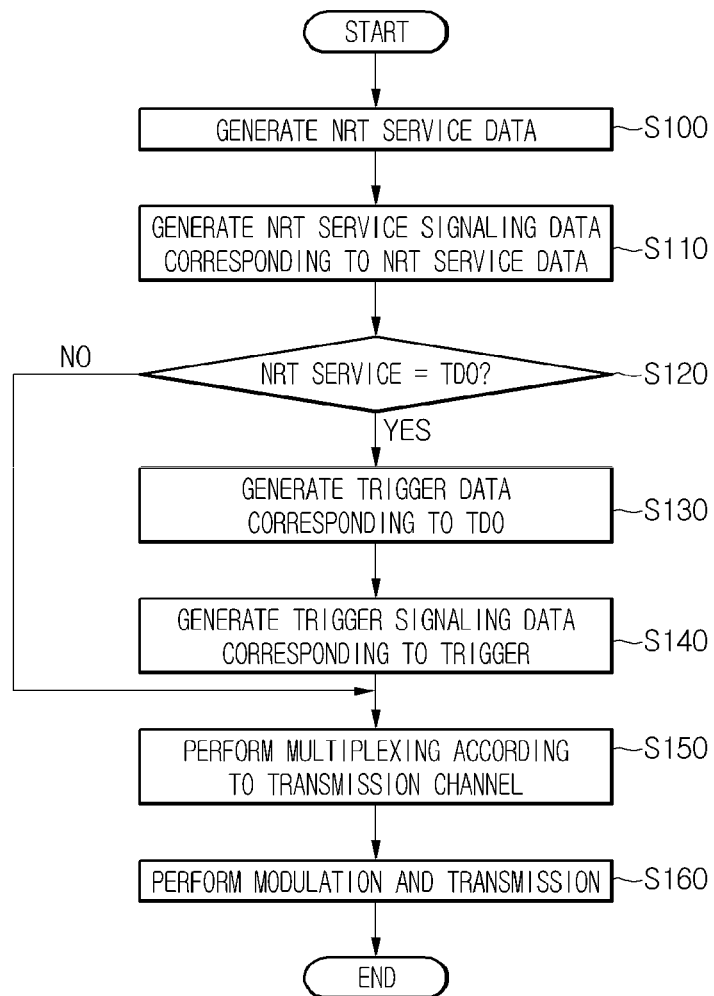 START
GENERATE NRT SERVICE DATA
S100
GENERATE NRT SERVICE SIGNALING DATA
CORRESPONDING TO NRT SERVICE DATA
S110
NRT SERVICE = TDO?
S120
NO
YES
GENERATE TRIGGER DATA
CORRESPONDING TO TDO
S130
GENERATE TRIGGER SIGNALING DATA
CORRESPONDING TO TRIGGER
S140
PERFORM MULTIPLEXING ACCORDING
TO TRANSMISSION CHANNEL
S150
PERFORM MODULATION AND TRANSMISSION
S160
END